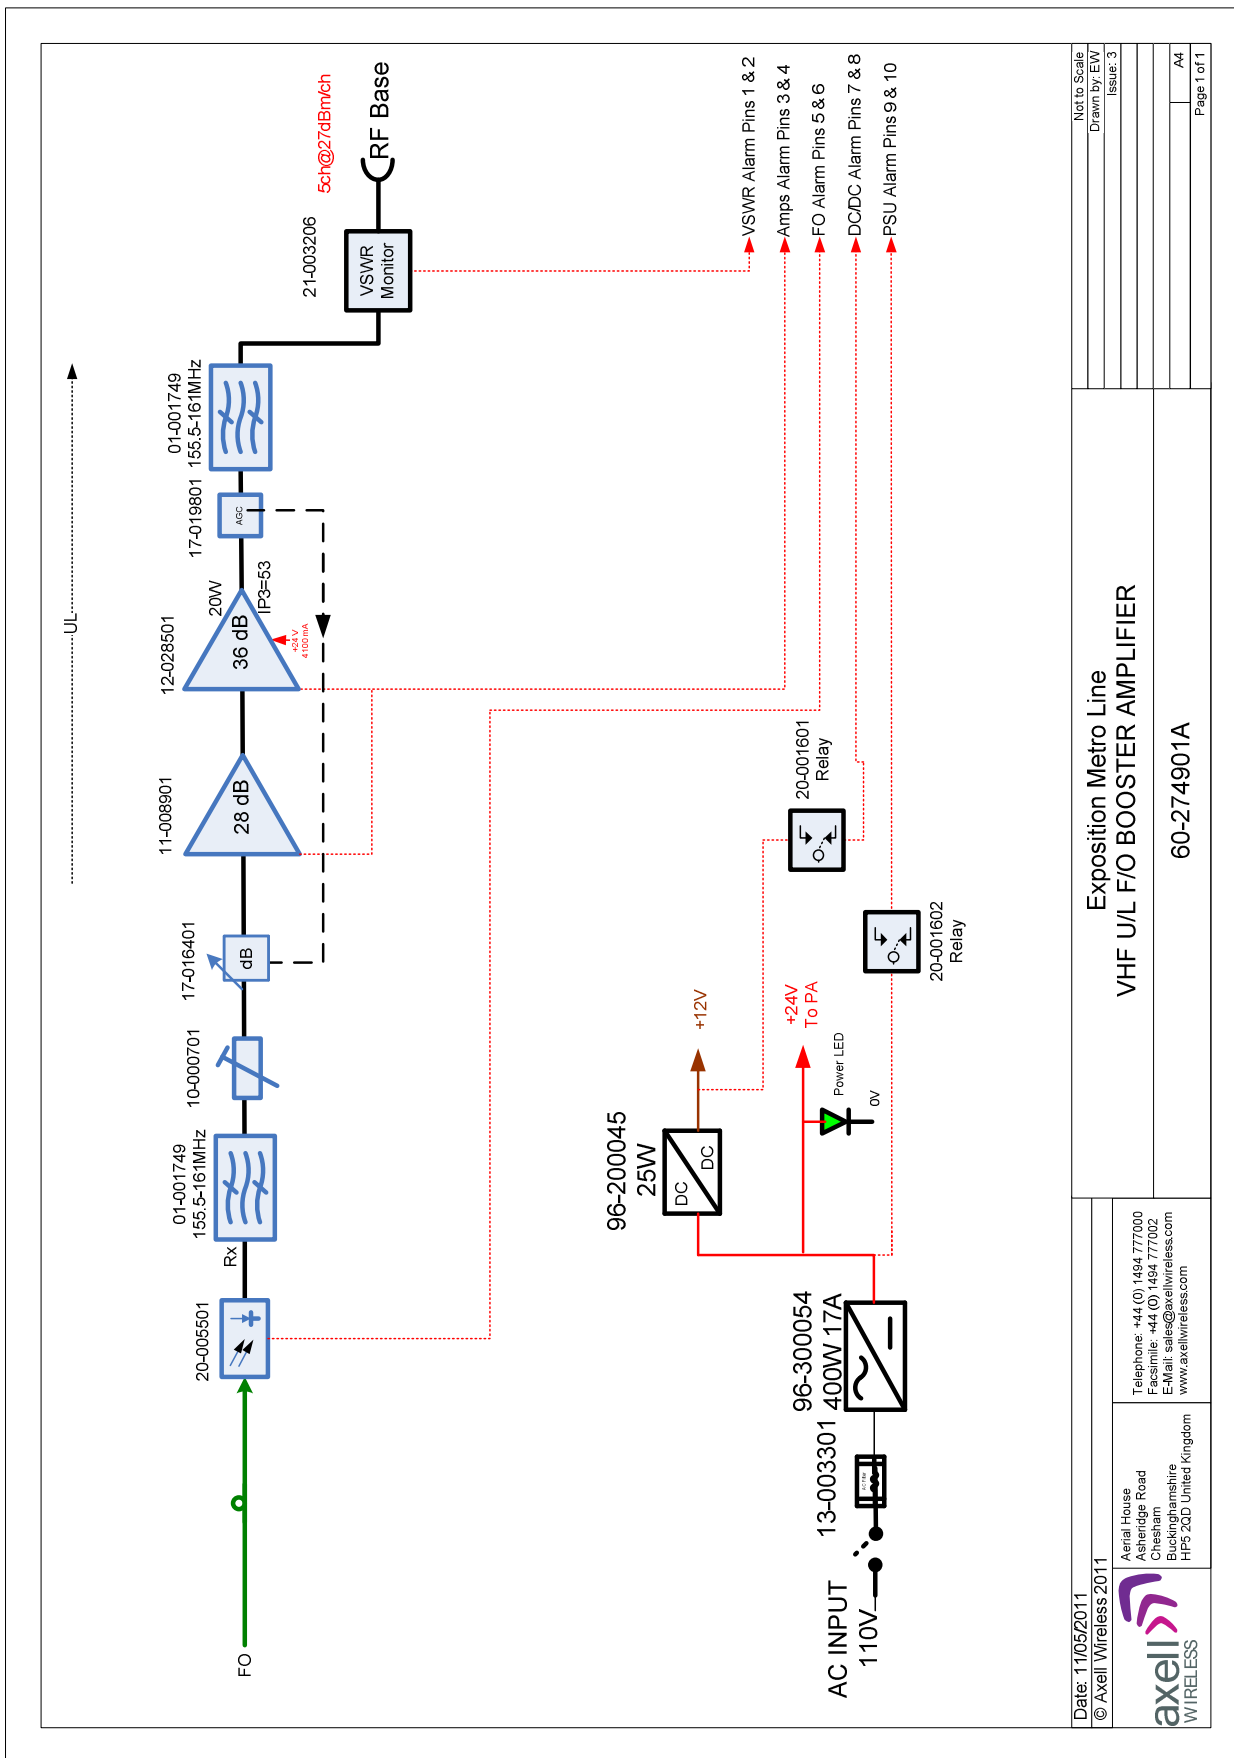 UL
FO
20-005501
Rx
01-001749
155.5-161MHz
10-000701
17-016401
dB
11-008901
28 dB
12-028501
36 dB
20W
IP3=53
+24V
4100mA
17-019801
AGC
01-001749
155.5-161MHz
21-003206
VSWR
Monitor
5ch@27dBm/ch
RF Base
VSWR Alarm Pins 1 & 2
Amps Alarm Pins 3 & 4
FO Alarm Pins 5 & 6
DC/DC Alarm Pins 7 & 8
PSU Alarm Pins 9 & 10
20-001601
Relay
20-001602
Relay
96-200045
25W
DC
DC
+12V
+24V
To PA
Power LED
0V
96-300054
400W 17A
13-003301
AC Filter
AC INPUT
110V
Date: 11/05/2011
© Axell Wireless 2011
axell
WIRELESS
Aerial House
Asheridge Road
Chesham
Buckinghamshire
HP5 2QD United Kingdom
Telephone: +44 (0) 1494 777000
Facsimile: +44 (0) 1494 777002
E-Mail: sales@axellwireless.com
www.axellwireless.com
Exposition Metro Line
VHF U/L F/O BOOSTER AMPLIFIER
60-274901A
Not to Scale
Drawn by: EW
Issue: 3
A4
Page 1 of 1